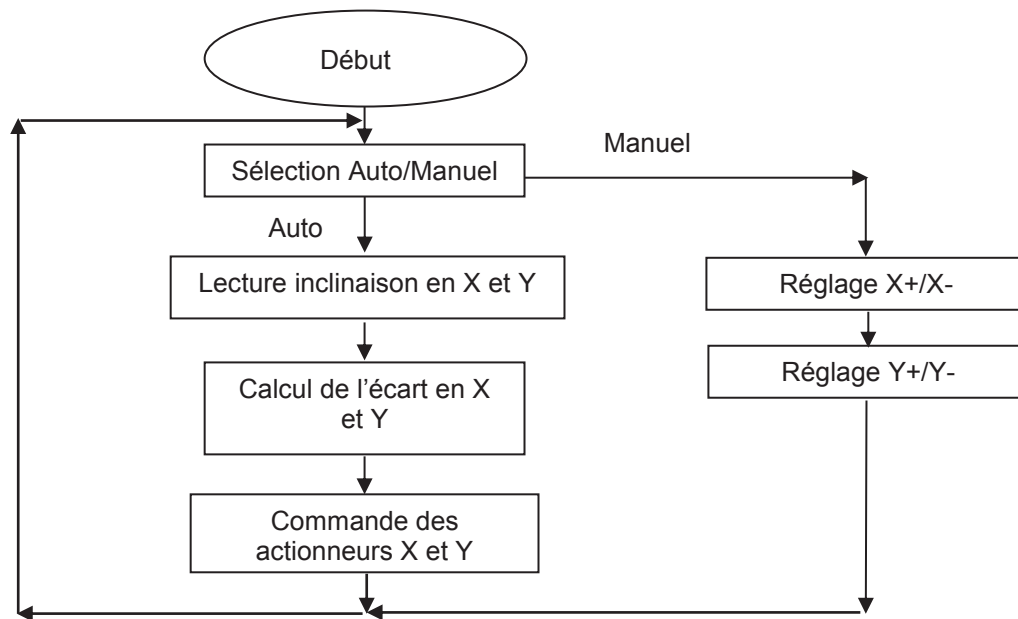 Début
Manuel
Sélection Auto/Manuel
Auto
Lecture inclinaison en X et Y
Réglage X+/X-
Réglage Y+/Y-
Calcul de l'écart en X
et Y
Commande des
actionneurs X et Y